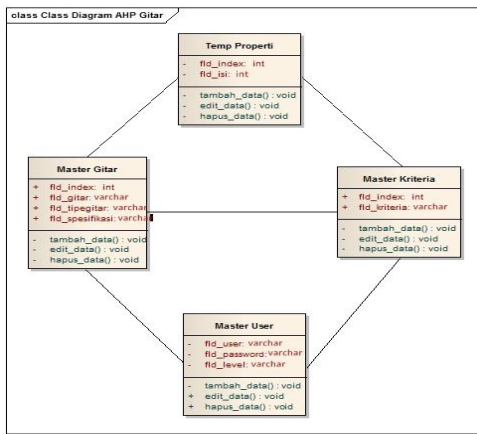 class Class Diagram AHP Gitar
Temp Properti
- fld_index: int
- fld_isi: int
- tambah_data() : void
- edit_data() : void
- hapus_data() : void
Master Gitar
+ fld_index: int
+ fld_gitar: varchar
+ fld_tipegitar: varchar
+ fld_spesifikasi: varchar
- tambah_data() : void
- edit_data() : void
- hapus_data() : void
Master Kriteria
+ fld_index: int
+ fld_kriteria: varchar
- tambah_data() : void
- edit_data() : void
- hapus_data() : void
Master User
- fld_user: varchar
- fld_password: varchar
- fld_level: varchar
- tambah_data() : void
+ edit_data() : void
+ hapus_data() : void